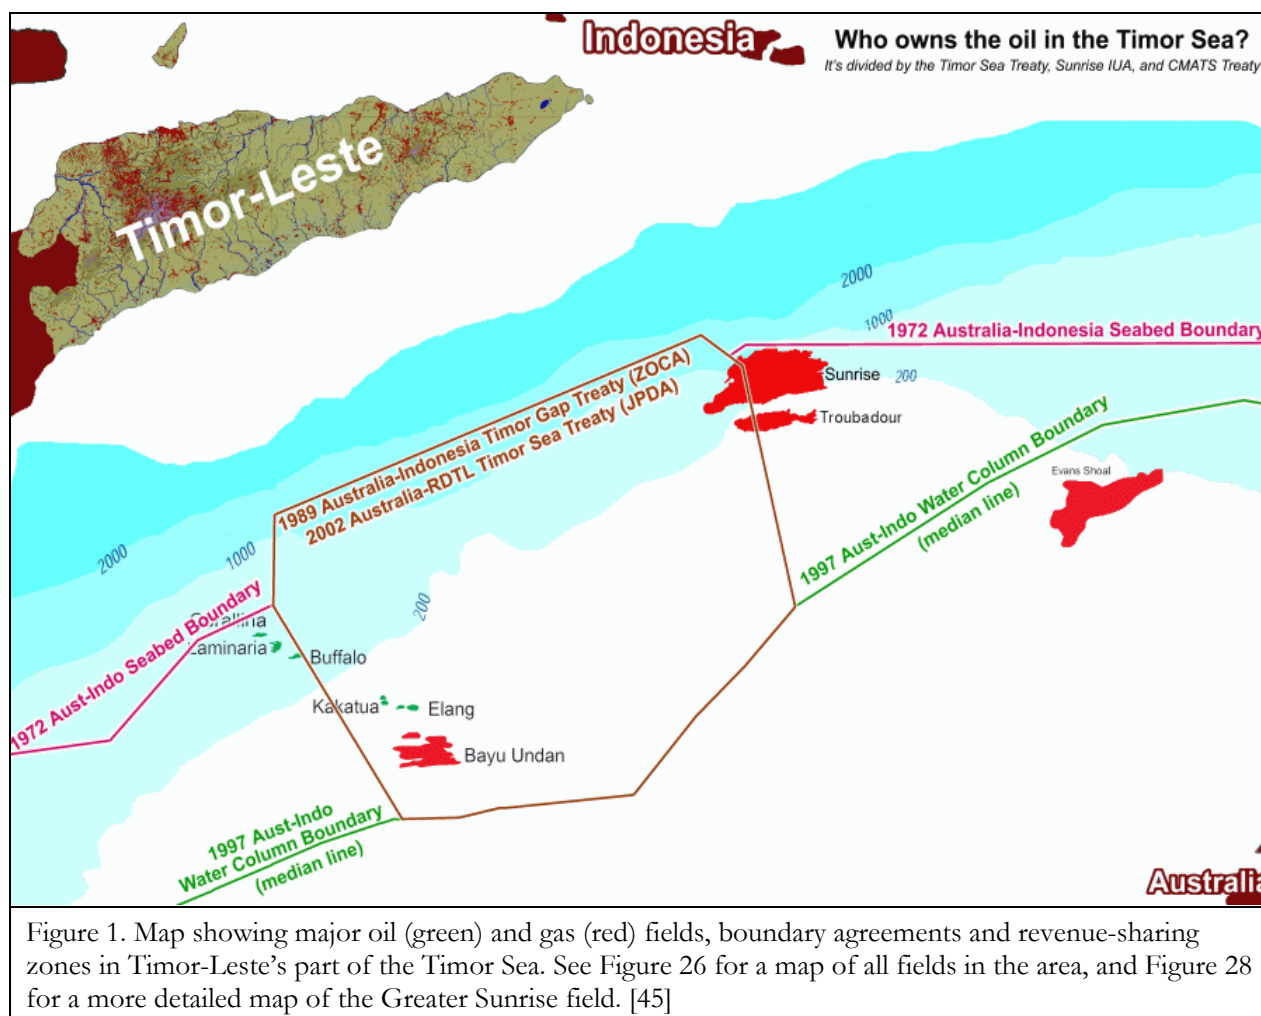 Indonesia
Who owns the oil in the Timor Sea?
It's divided by the Timor Sea Treaty, Sunrise IUA, and CMATS Treaty
Timor-Leste
2000
1000
1972 Australia-Indonesia Seabed Boundary
Sunrise
200
Troubadour
1989 Australia-Indonesia Timor Gap Treaty (ZOCA)
2002 Australia-RDTL Timor Sea Treaty (JPDA)
1997 Aust-Indo Water Column Boundary
(median line)
Evans Shoal
2000
1000
200
1972 Aust-Indo Seabed Boundary
Laminaria
Buffalo
Kakatua
Elang
Bayu Undan
1997 Aust-Indo
Water Column Boundary
(median line)
Australia
Figure 1. Map showing major oil (green) and gas (red) fields, boundary agreements and revenue-sharing
zones in Timor-Leste’s part of the Timor Sea. See Figure 26 for a map of all fields in the area, and Figure 28
for a more detailed map of the Greater Sunrise field. [45]